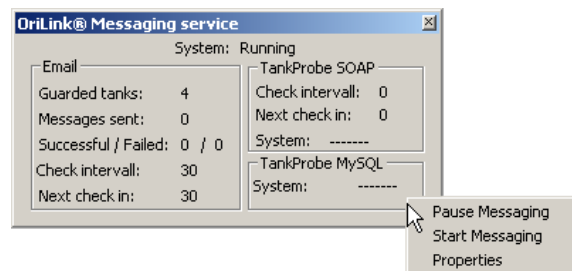 OriLink® Messaging service
System: Running
Email
Guarded tanks: 4
Messages sent: 0
Successful / Failed: 0 / 0
Check intervall: 30
Next check in: 30
TankProbe SOAP
Check intervall: 0
Next check in: 0
System: -------
TankProbe MySQL
System: -------
Pause Messaging
Start Messaging
Properties